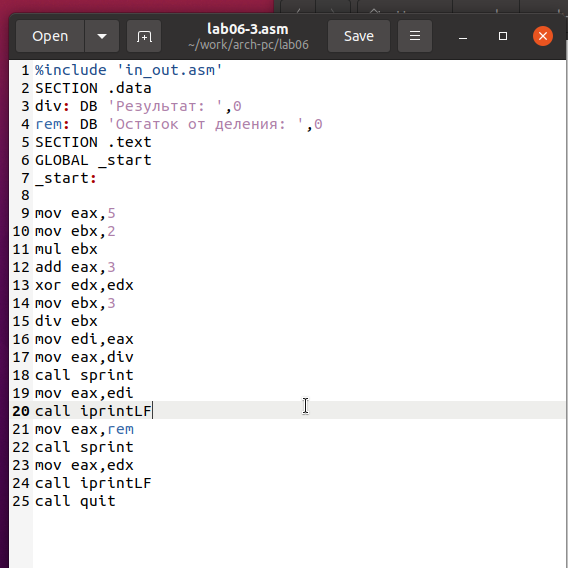 Open
lab06-3.asm
~/work/arch-pc/lab06
Save
1 %include 'in_out.asm'
2 SECTION .data
3 div: DB 'Результат: ',0
4 rem: DB 'Остаток от деления: ',0
5 SECTION .text
6 GLOBAL _start
7 _start:
8
9 mov eax,5
10 mov ebx,2
11 mul ebx
12 add eax,3
13 xor edx,edx
14 mov ebx,3
15 div ebx
16 mov edi,eax
17 mov eax,div
18 call sprint
19 mov eax,edi
20 call iprintLF
21 mov eax,rem
22 call sprint
23 mov eax,edx
24 call iprintLF
25 call quit